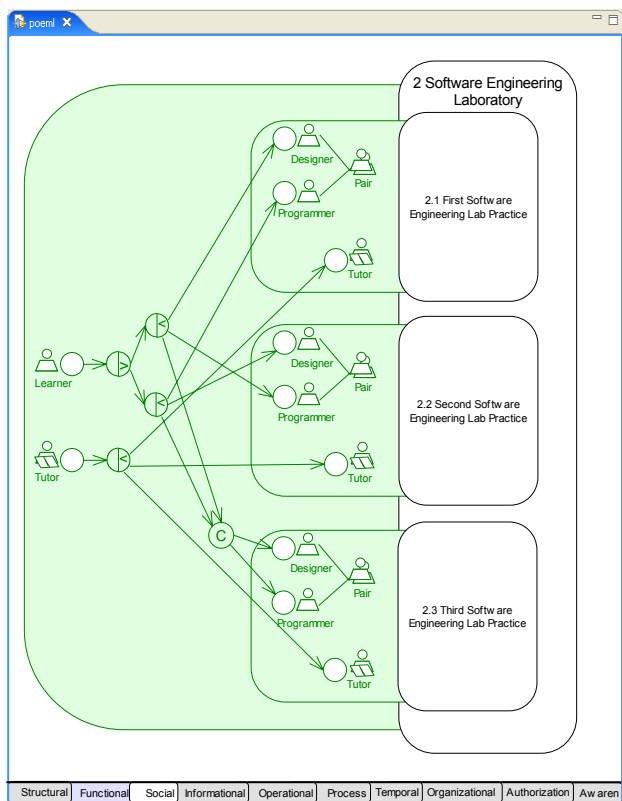 poeml
2 Software Engineering
Laboratory
Designer
Pair
Programmer
Tutor
2.1 First Software
Engineering Lab Practice
Learner
Tutor
Designer
Pair
Programmer
Tutor
2.2 Second Software
Engineering Lab Practice
C
Designer
Pair
Programmer
Tutor
2.3 Third Software
Engineering Lab Practice
Structural Functional Social Informational Operational Process Temporal Organizational Authorization Awaren